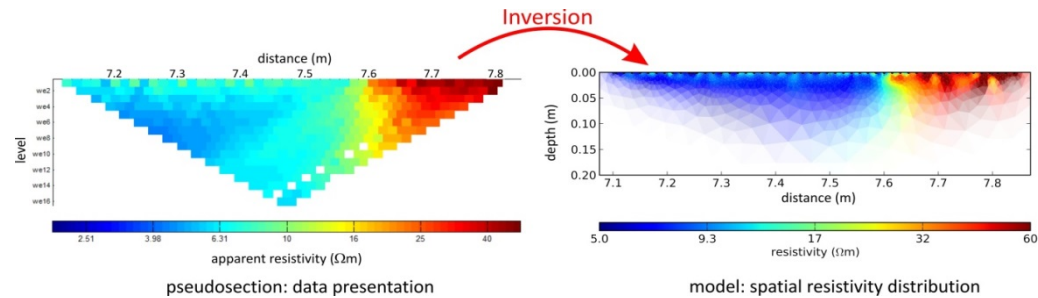 Inversion
distance (m)
7.2 7.3 7.4 7.5 7.6 7.7 7.8
level
we2
we4
we6
we8
we10
we12
we14
we16
2.51 3.98 6.31 10 16 25 40
apparent resistivity (Ωm)
pseudosection: data presentation
depth (m)
0.00
0.05
0.10
0.15
0.20
7.1 7.2 7.3 7.4 7.5 7.6 7.7 7.8
distance (m)
5.0 9.3 17 32 60
resistivity (Ωm)
model: spatial resistivity distribution